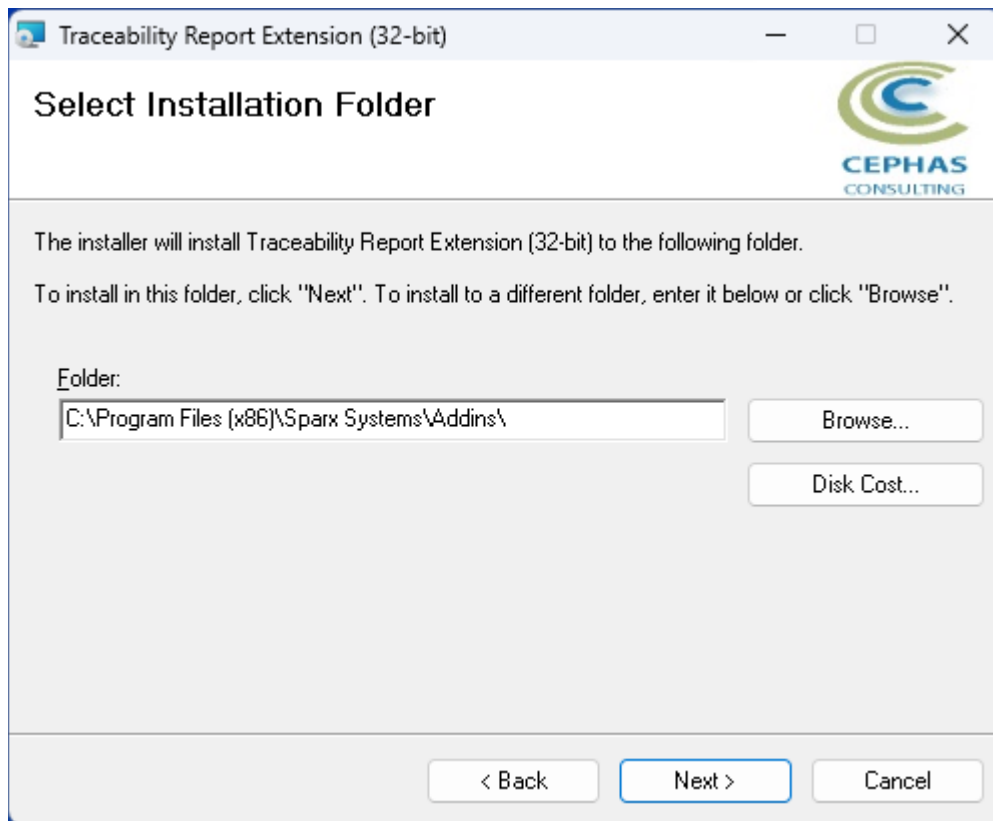 Traceability Report Extension (32-bit)
Select Installation Folder
CEPHAS
CONSULTING
The installer will install Traceability Report Extension (32-bit) to the following folder.
To install in this folder, click "Next". To install to a different folder, enter it below or click "Browse".
Folder:
C:\Program Files (x86)\Sparx Systems\Addins\
Browse...
Disk Cost...
< Back
Next >
Cancel